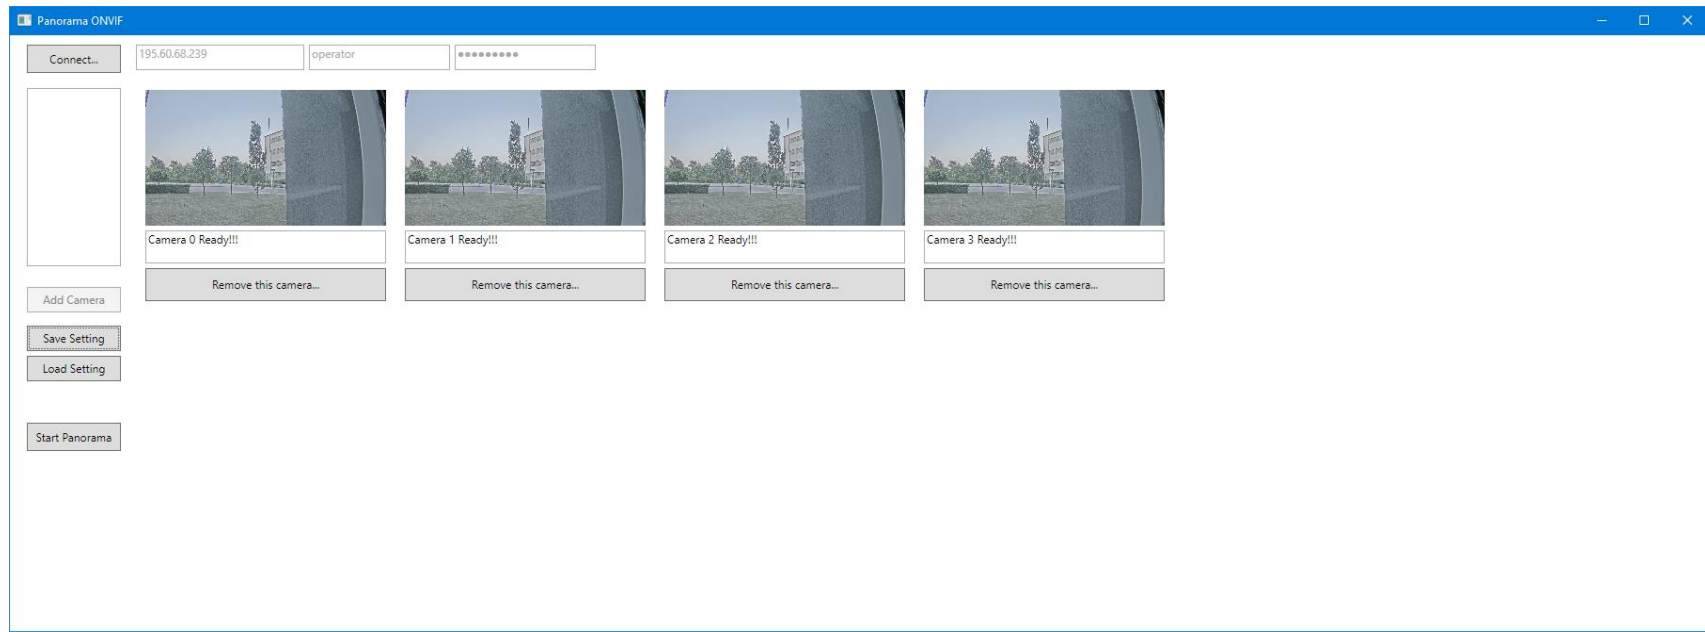 Panorama ONVIF
Connect...
195.60.68.239
operator
●●●●●●●●●
Camera 0 Ready!!!
Camera 1 Ready!!!
Camera 2 Ready!!!
Camera 3 Ready!!!
Remove this camera...
Remove this camera...
Remove this camera...
Remove this camera...
Add Camera
Save Setting
Load Setting
Start Panorama